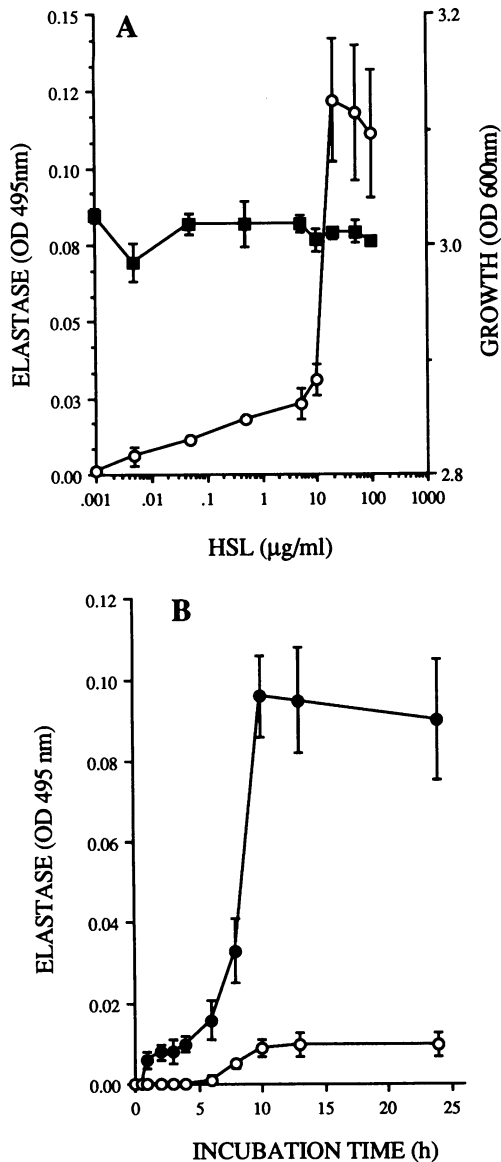 A
ELASTASE (OD 495nm)
0.15
0.12
0.10
0.08
0.05
0.03
0.00
3.2
3.0
2.8
GROWTH (OD 600nm)
.001 .01 .1 1 10 100 1000
HSL (µg/ml)
B
ELASTASE (OD 495 nm)
0.12
0.10
0.08
0.06
0.04
0.02
0.00
0 5 10 15 20 25
INCUBATION TIME (h)